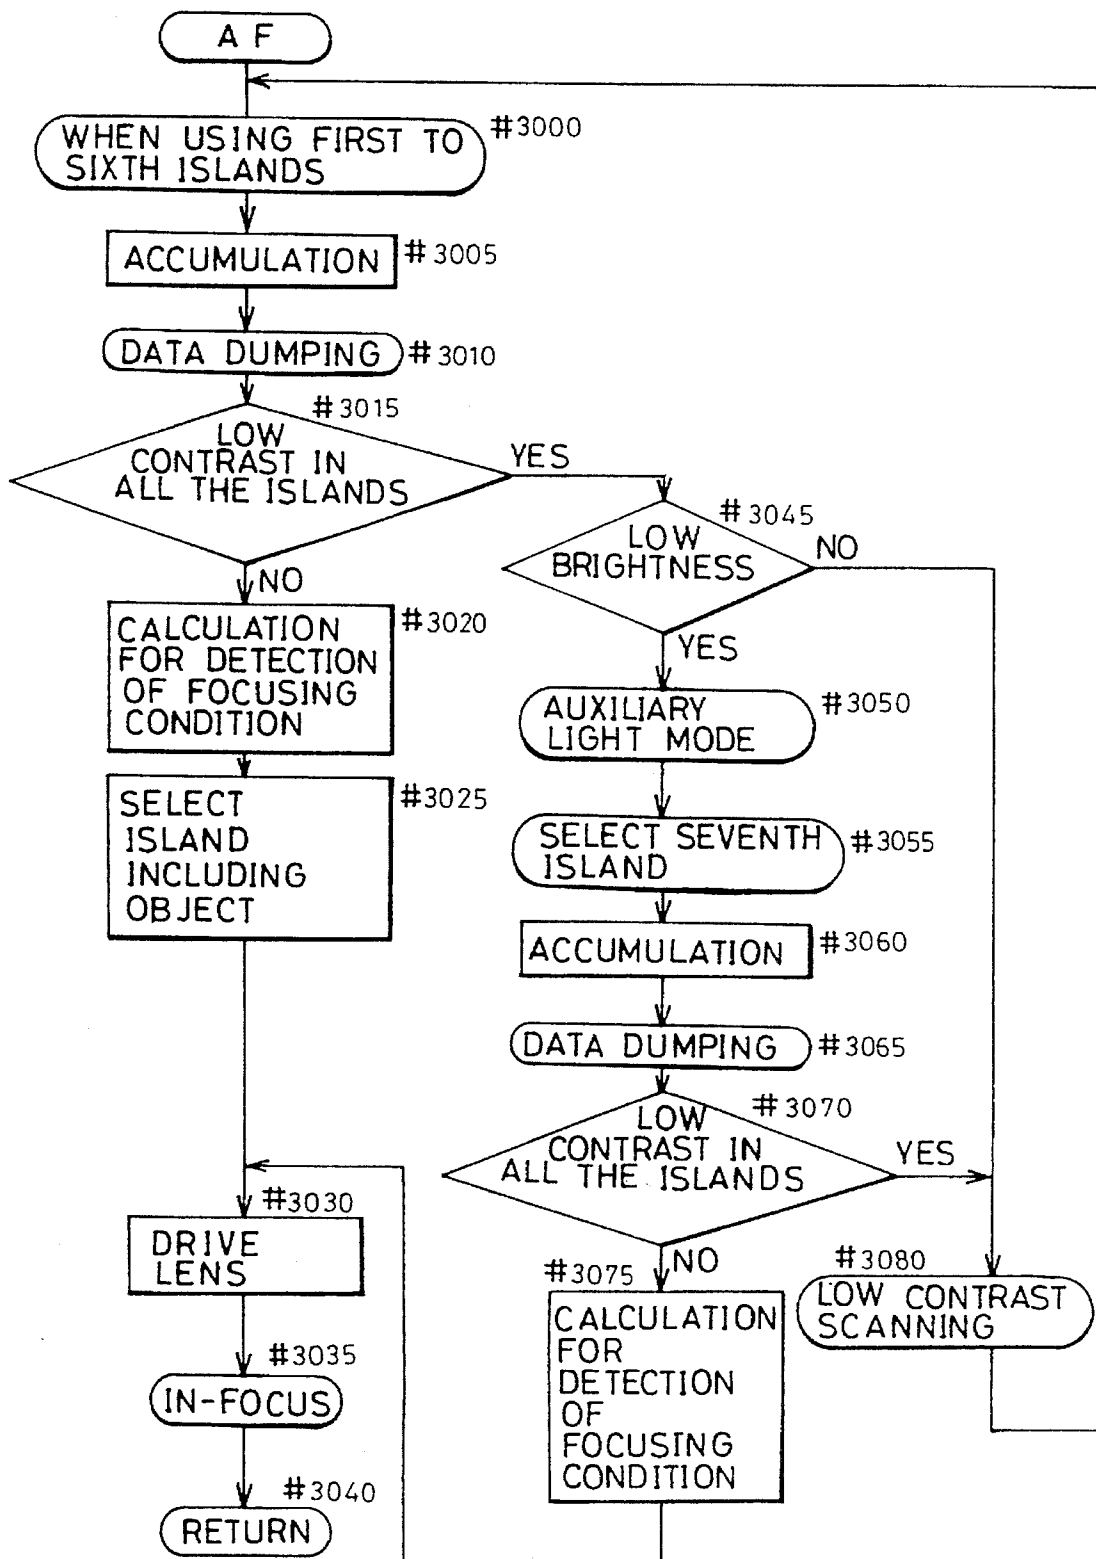 AF
WHEN USING FIRST TO
SIXTH ISLANDS
#3000
ACCUMULATION
#3005
DATA DUMPING
#3010
#3015
LOW
CONTRAST IN
ALL THE ISLANDS
YES
NO
CALCULATION
FOR DETECTION
OF FOCUSING
CONDITION
#3020
SELECT
ISLAND
INCLUDING
OBJECT
#3025
#3030
DRIVE
LENS
#3035
IN-FOCUS
#3040
RETURN
#3045
LOW
BRIGHTNESS
NO
YES
AUXILIARY
LIGHT MODE
#3050
SELECT SEVENTH
ISLAND
#3055
ACCUMULATION
#3060
DATA DUMPING
#3065
#3070
LOW
CONTRAST IN
ALL THE ISLANDS
YES
NO
#3075
CALCULATION
FOR
DETECTION
OF
FOCUSING
CONDITION
#3080
LOW CONTRAST
SCANNING